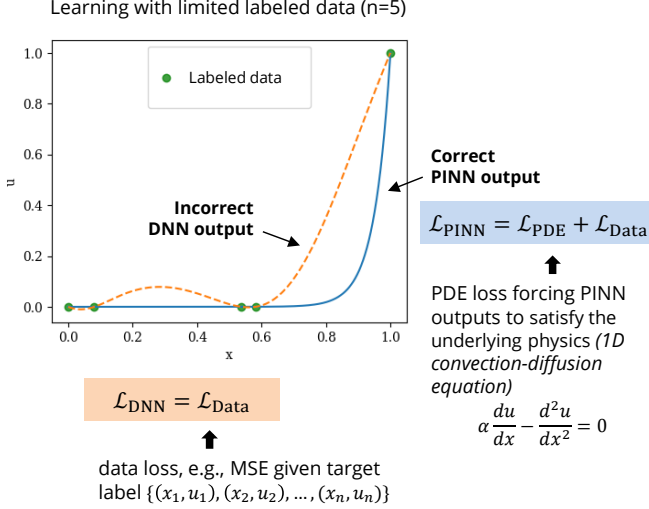 Learning with limited labeled data (n=5)
1.0
0.8
0.6
0.4
0.2
0.0
u
Labeled data
Incorrect
DNN output
Correct
PINN output
0.0 0.2 0.4 0.6 0.8 1.0
x
ℒ_PINN = ℒ_PDE + ℒ_Data
PDE loss forcing PINN
outputs to satisfy the
underlying physics (1D
convection-diffusion
equation)
α du/dx − d²u/dx² = 0
ℒ_DNN = ℒ_Data
data loss, e.g., MSE given target
label {(x₁, u₁), (x₂, u₂), … , (xₙ, uₙ)}